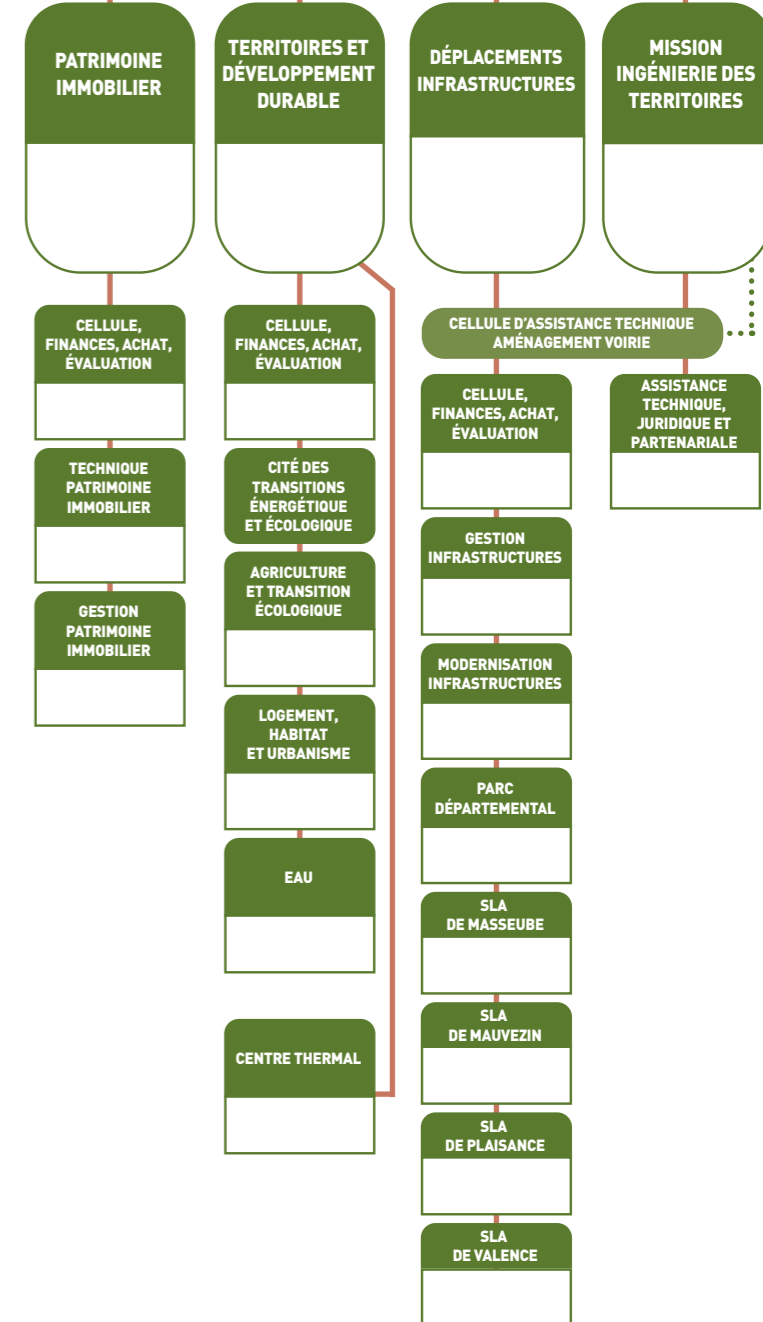 PATRIMOINE
IMMOBILIER
TERRITOIRES ET
DÉVELOPPEMENT
DURABLE
DÉPLACEMENTS
INFRASTRUCTURES
MISSION
INGÉNIERIE DES
TERRITOIRES
CELLULE,
FINANCES, ACHAT,
ÉVALUATION
TECHNIQUE
PATRIMOINE
IMMOBILIER
GESTION
PATRIMOINE
IMMOBILIER
CELLULE,
FINANCES, ACHAT,
ÉVALUATION
CITÉ DES
TRANSITIONS
ÉNERGÉTIQUE
ET ÉCOLOGIQUE
AGRICULTURE
ET TRANSITION
ÉCOLOGIQUE
LOGEMENT,
HABITAT
ET URBANISME
EAU
CENTRE THERMAL
CELLULE D'ASSISTANCE TECHNIQUE
AMÉNAGEMENT VOIRIE
CELLULE,
FINANCES, ACHAT,
ÉVALUATION
GESTION
INFRASTRUCTURES
MODERNISATION
INFRASTRUCTURES
PARC
DÉPARTEMENTAL
SLA
DE MASSEUBE
SLA
DE MAUVEZIN
SLA
DE PLAISANCE
SLA
DE VALENCE
ASSISTANCE
TECHNIQUE,
JURIDIQUE ET
PARTENARIALE